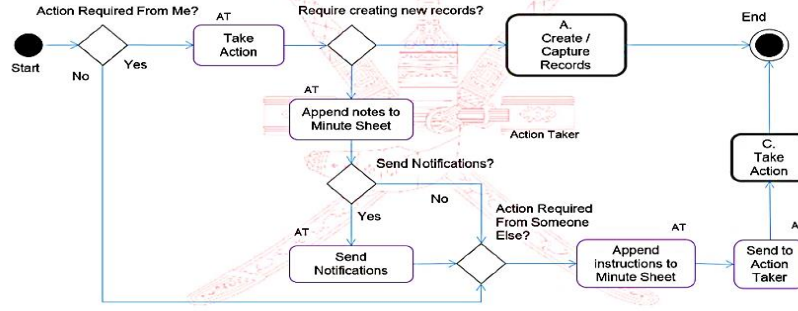 Action Required From Me?
Require creating new records?
End
AT
Take
Action
A.
Create /
Capture
Records
Start
No
Yes
AT
Append notes to
Minute Sheet
Action Taker
C.
Take
Action
Send Notifications?
No
Yes
Action Required
From Someone
Else?
AT
Send
Notifications
AT
Append
instructions to
Minute Sheet
A
Send to
Action
Taker